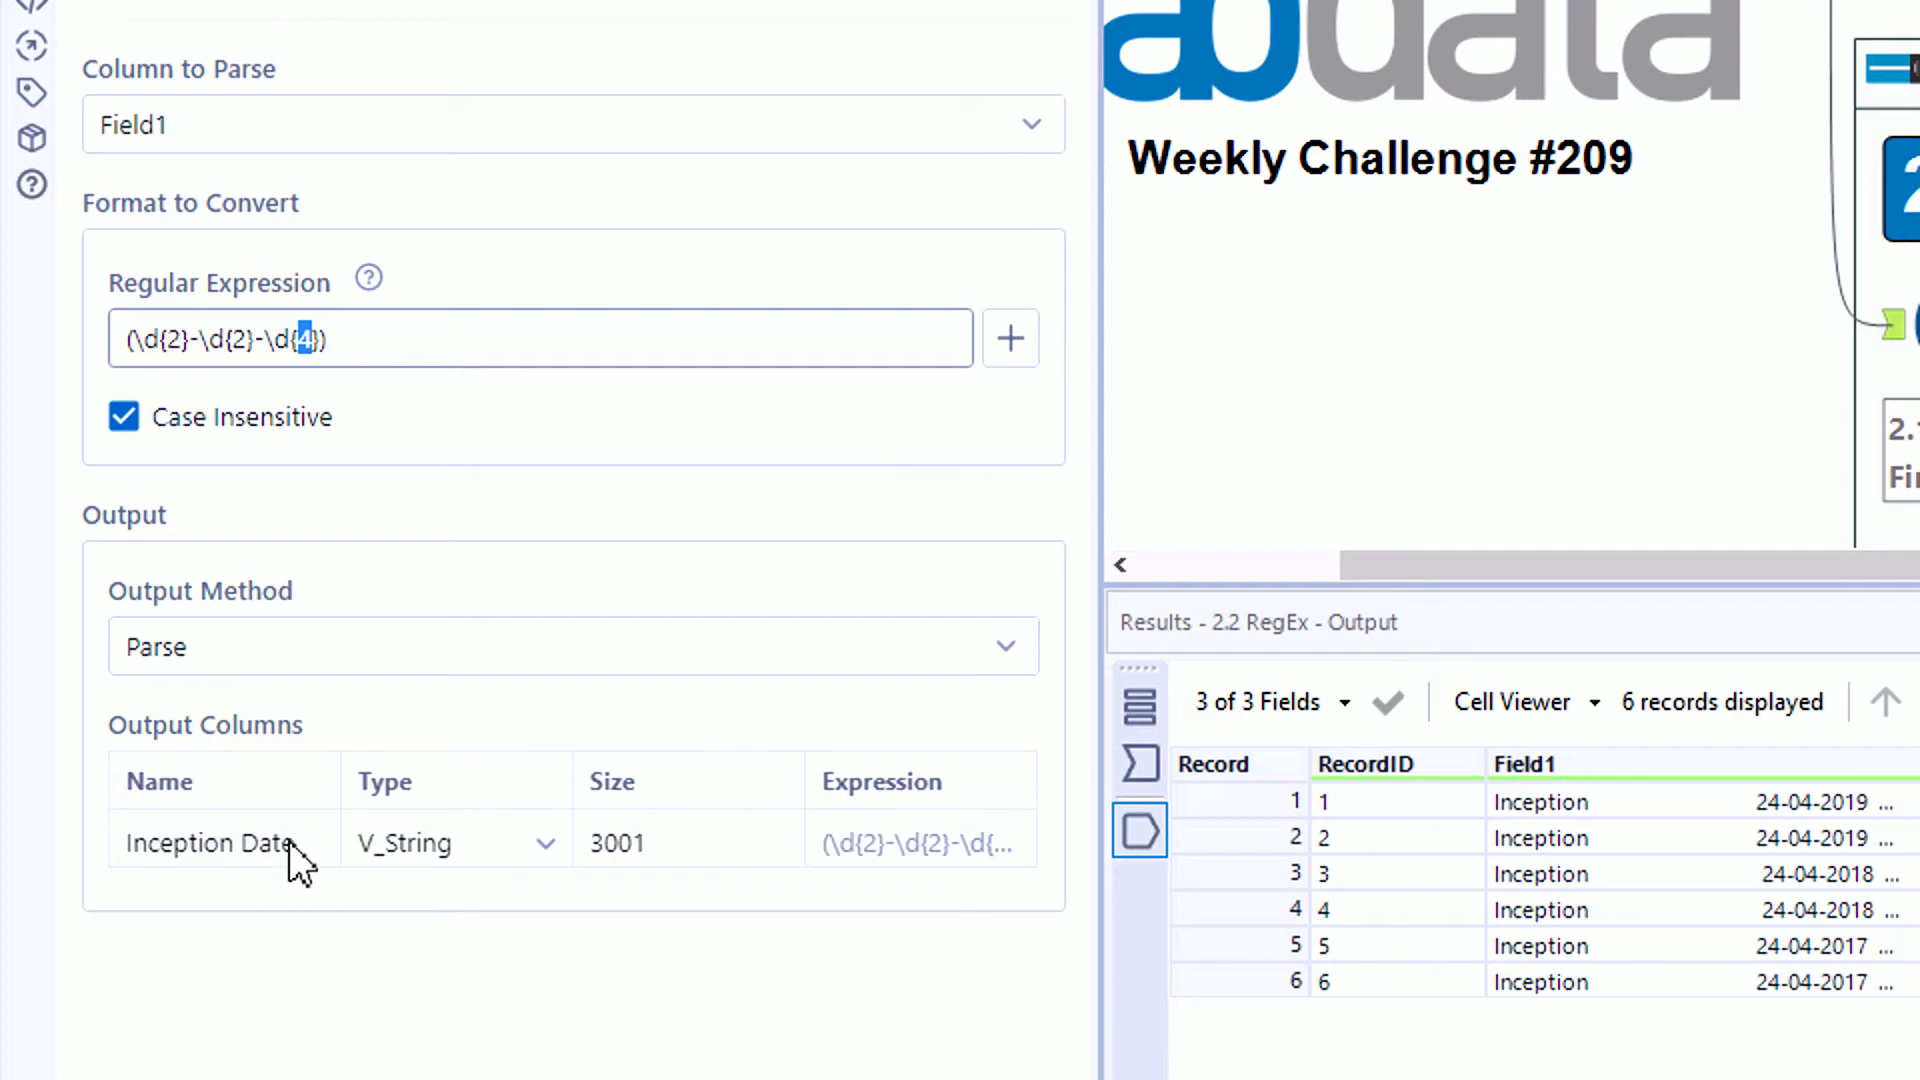 Column to Parse
Field1
Format to Convert
Regular Expression
(\d{2}-\d{2}-\d{4})
Case Insensitive
Output
Output Method
Parse
Output Columns
Name Type Size Expression
Inception Date V_String 3001 (\d{2}-\d{2}-\d{...
data
Weekly Challenge #209
2.
Fi
Results - 2.2 RegEx - Output
3 of 3 Fields Cell Viewer 6 records displayed
Record RecordID Field1
1 1 Inception 24-04-2019 ...
2 2 Inception 24-04-2019 ...
3 3 Inception 24-04-2018 ...
4 4 Inception 24-04-2018 ...
5 5 Inception 24-04-2017 ...
6 6 Inception 24-04-2017 ...